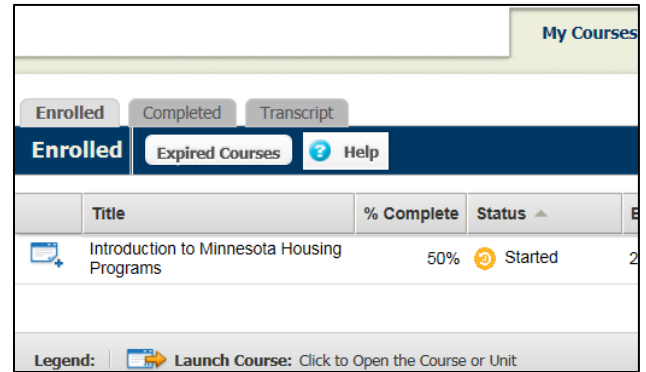 My Courses
Enrolled Completed Transcript
Enrolled Expired Courses ? Help
Title % Complete Status E
Introduction to Minnesota Housing
Programs 50% Started 2
Legend: Launch Course: Click to Open the Course or Unit